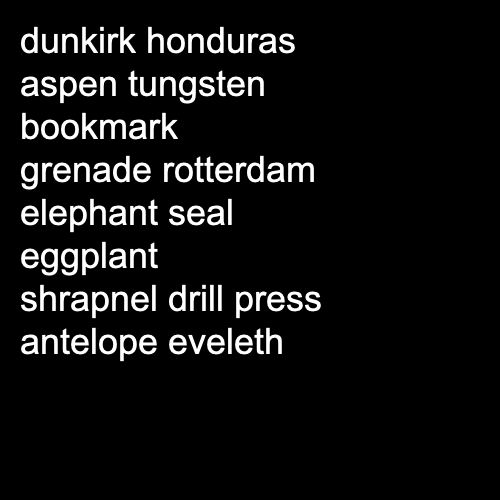 dunkirk honduras
aspen tungsten
bookmark
grenade rotterdam
elephant seal
eggplant
shrapnel drill press
antelope eveleth